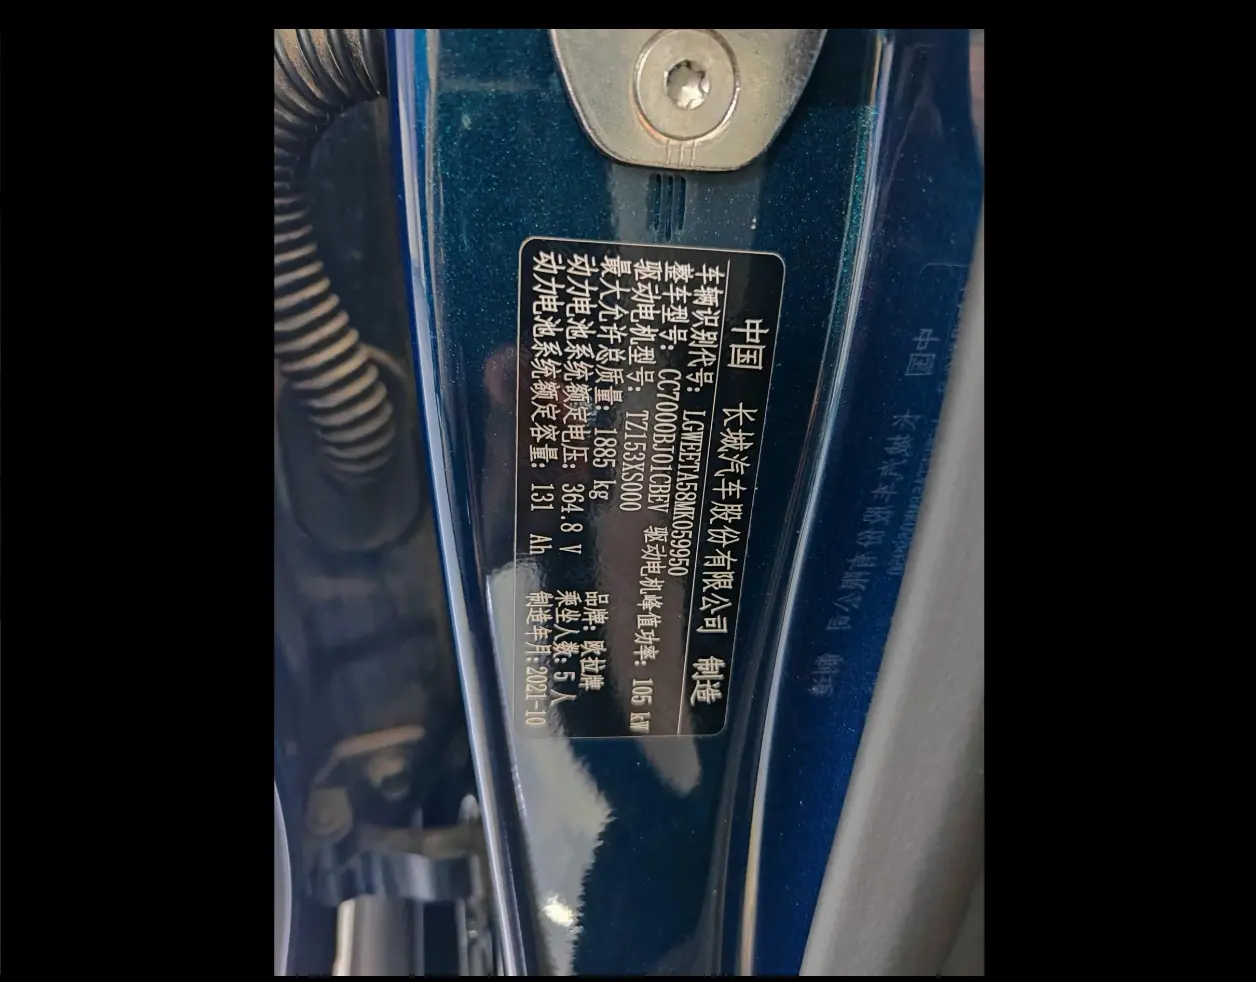 中国 长城汽车股份有限公司 制造
车辆识别代号: LGWEETA58MK059950
整车型号: CC7000BJ01CBEV 驱动电机峰值功率: 105 kW
驱动电机型号: TZ153XS000
最大允许总质量: 1885 kg 品牌: 欧拉牌
动力电池系统额定电压: 364.8 V 乘坐人数: 5 人
动力电池系统额定容量: 131 Ah 制造年月: 2021-10